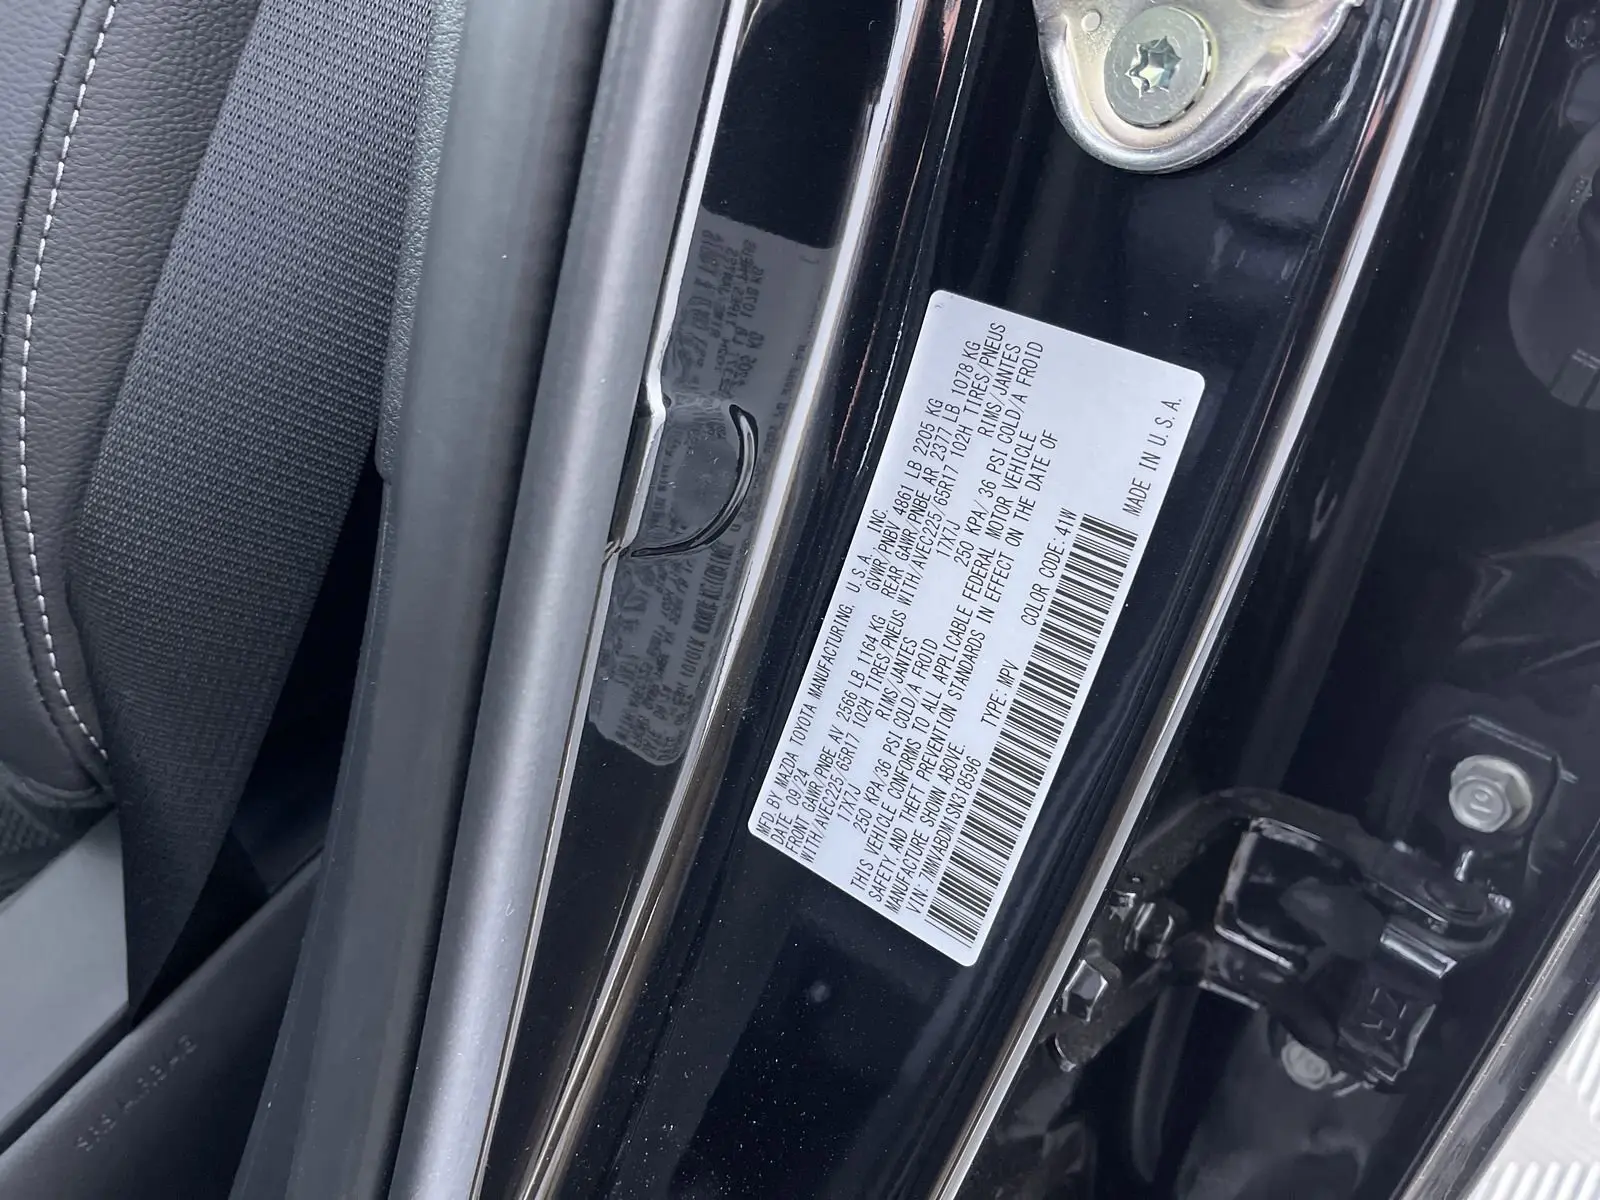 MFD. BY MAZDA TOYOTA MANUFACTURING, U.S.A., INC.
DATE: 09/24 GVWR/PNBV 4861 LB 2205 KG
FRONT GAWR/PNBE AV 2566 LB 1164 KG REAR GAWR/PNBE AR 2377 LB 1078 KG
WITH/AVEC225/65R17 102H TIRES/PNEUS WITH/AVEC225/65R17 102H TIRES/PNEUS
17X7J RIMS/JANTES 17X7J RIMS/JANTES
250 KPA/36 PSI COLD/A FROID 250 KPA/36 PSI COLD/A FROID
THIS VEHICLE CONFORMS TO ALL APPLICABLE FEDERAL MOTOR VEHICLE
SAFETY AND THEFT PREVENTION STANDARDS IN EFFECT ON THE DATE OF
MANUFACTURE SHOWN ABOVE.
VIN: 7MMVABDM1SN318596 TYPE: MPV COLOR CODE: 41W
MADE IN U.S.A.
SRS AIRBAG